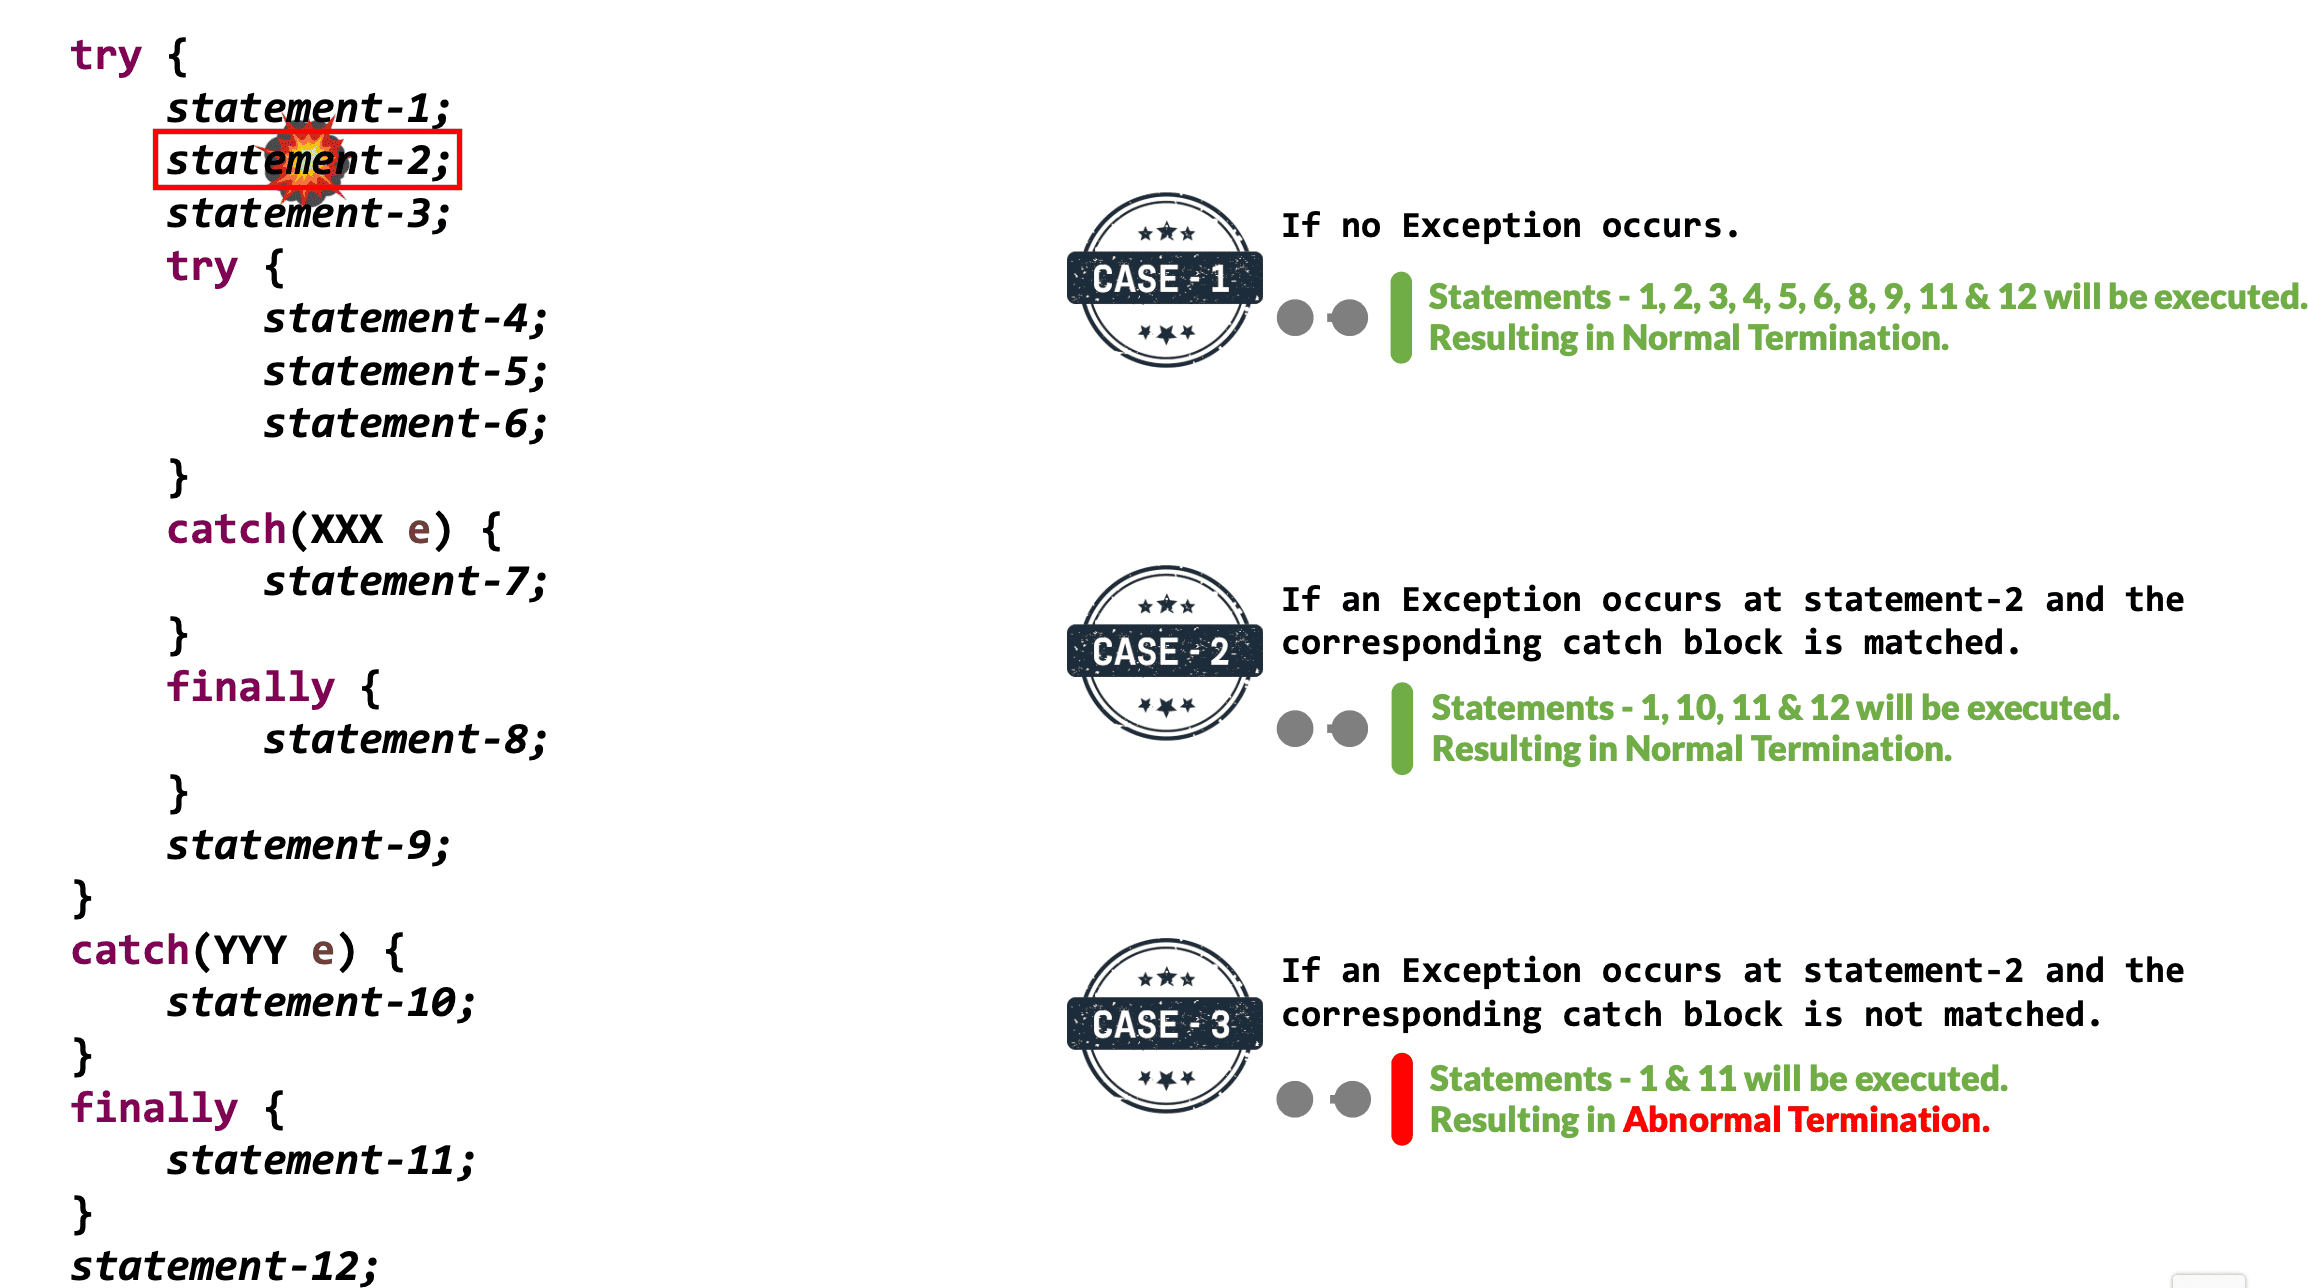 try {
statement-1;
statement-2;
statement-3;
try {
statement-4;
statement-5;
statement-6;
}
catch(XXX e) {
statement-7;
}
finally {
statement-8;
}
statement-9;
}
catch(YYY e) {
statement-10;
}
finally {
statement-11;
}
statement-12;
CASE - 1
If no Exception occurs.
Statements - 1, 2, 3, 4, 5, 6, 8, 9, 11 & 12 will be executed.
Resulting in Normal Termination.
CASE - 2
If an Exception occurs at statement-2 and the
corresponding catch block is matched.
Statements - 1, 10, 11 & 12 will be executed.
Resulting in Normal Termination.
CASE - 3
If an Exception occurs at statement-2 and the
corresponding catch block is not matched.
Statements - 1 & 11 will be executed.
Resulting in Abnormal Termination.